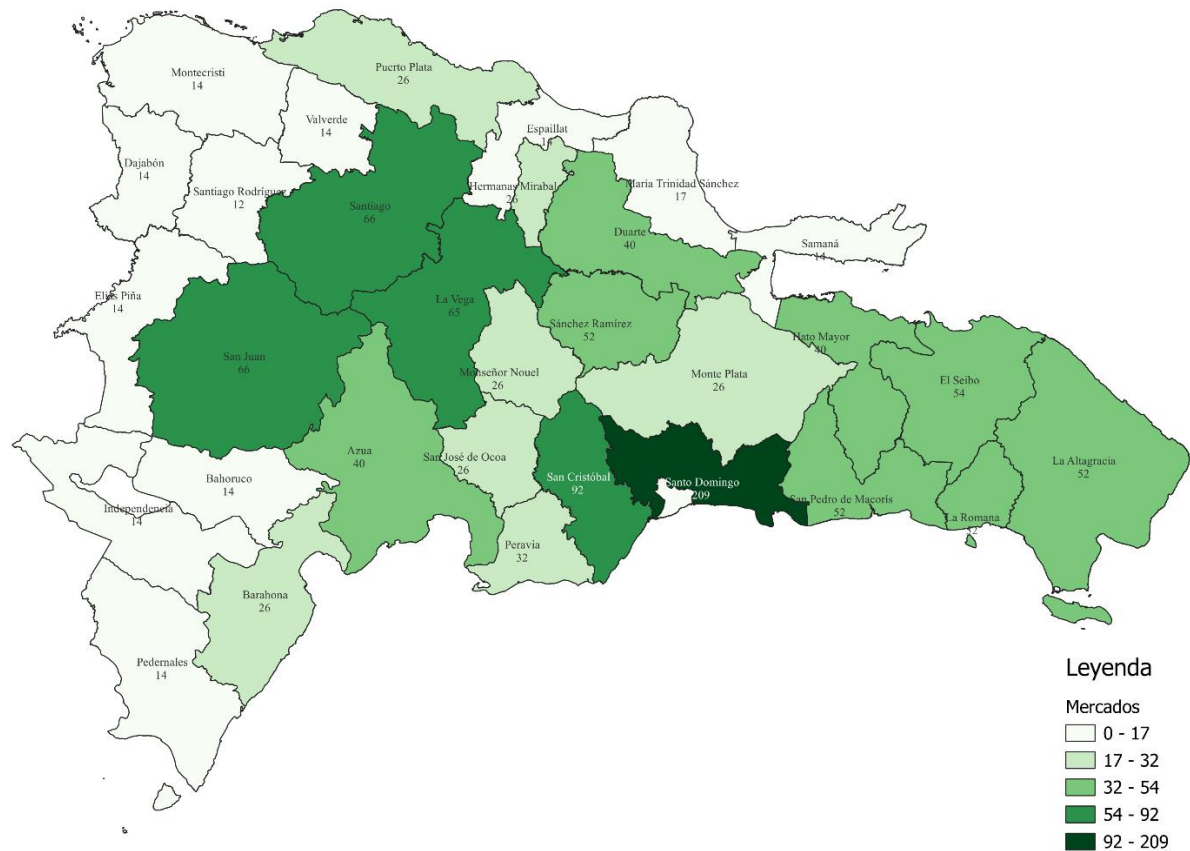 Puerto Plata
26
Montecristi
14
Valverde
14
Espaillat
Dajabón
14
Santiago Rodríguez
12
Hermanas Mirabal
26
Maria Trinidad Sánchez
17
Santiago
66
Duarte
40
Samaná
14
Elías Piña
14
La Vega
65
Sánchez Ramírez
52
Hato Mayor
40
San Juan
66
Monseñor Nouel
26
Monte Plata
26
El Seibo
54
Azua
40
San José de Ocoa
26
San Cristóbal
92
Santo Domingo
209
La Altagracia
52
Bahoruco
14
San Pedro de Macorís
52
Independencia
14
La Romana
Peravia
32
Barahona
26
Pedernales
14
Leyenda
Mercados
0 - 17
17 - 32
32 - 54
54 - 92
92 - 209